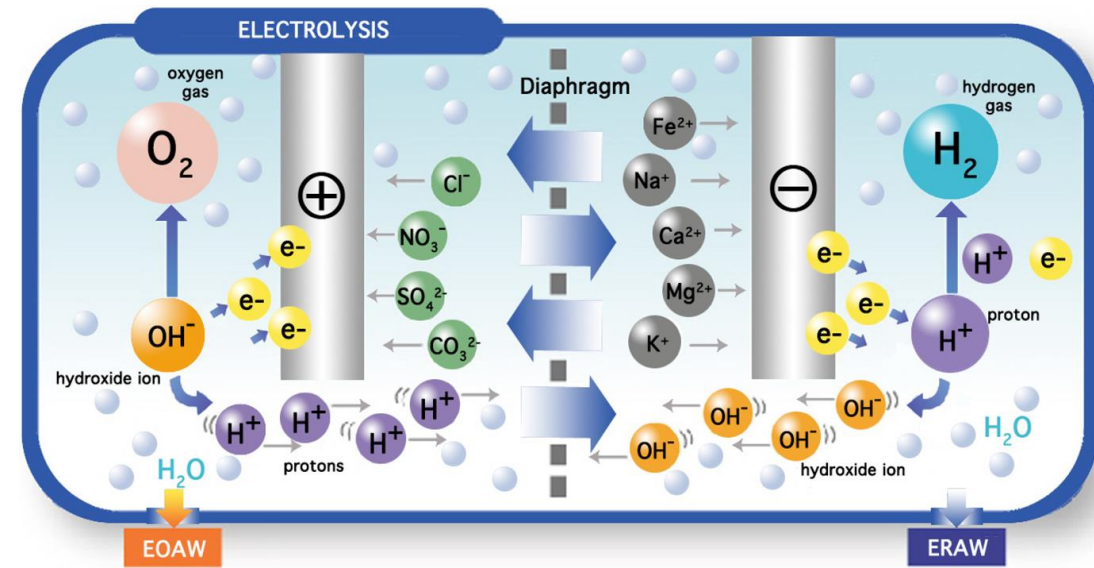 ELECTROLYSIS
oxygen
gas
O₂
+
Diaphragm
Cl⁻
NO₃⁻
SO₄²⁻
CO₃²⁻
Fe²⁺
Na⁺
Ca²⁺
Mg²⁺
K⁺
−
hydrogen
gas
H₂
e-
e-
e-
OH⁻
hydroxide ion
e-
e-
e-
H⁺
e-
H⁺
proton
H⁺
H⁺
H⁺
H⁺
protons
OH⁻
OH⁻
OH⁻
OH⁻
hydroxide ion
H₂O
H₂O
EOAW
ERAW